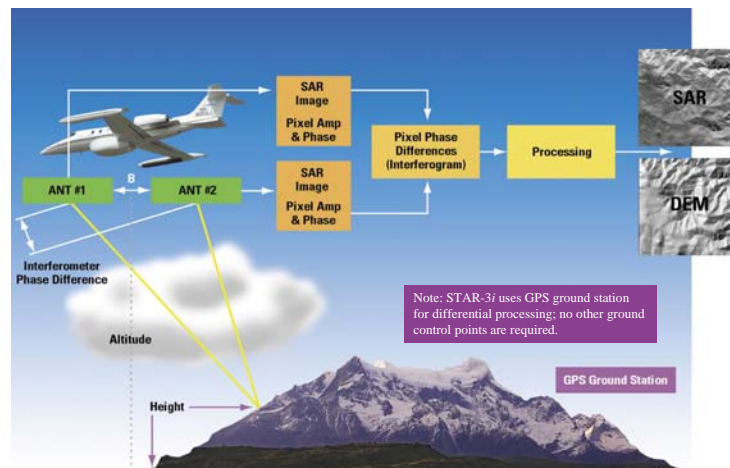 SAR
Image
Pixel Amp
& Phase
SAR
Pixel Phase
Differences
(Interferogram)
Processing
SAR
Image
Pixel Amp
& Phase
ANT #1
B
ANT #2
DEM
Interferometer
Phase Difference
Note: STAR-3i uses GPS ground station
for differential processing; no other ground
control points are required.
Altitude
GPS Ground Station
Height